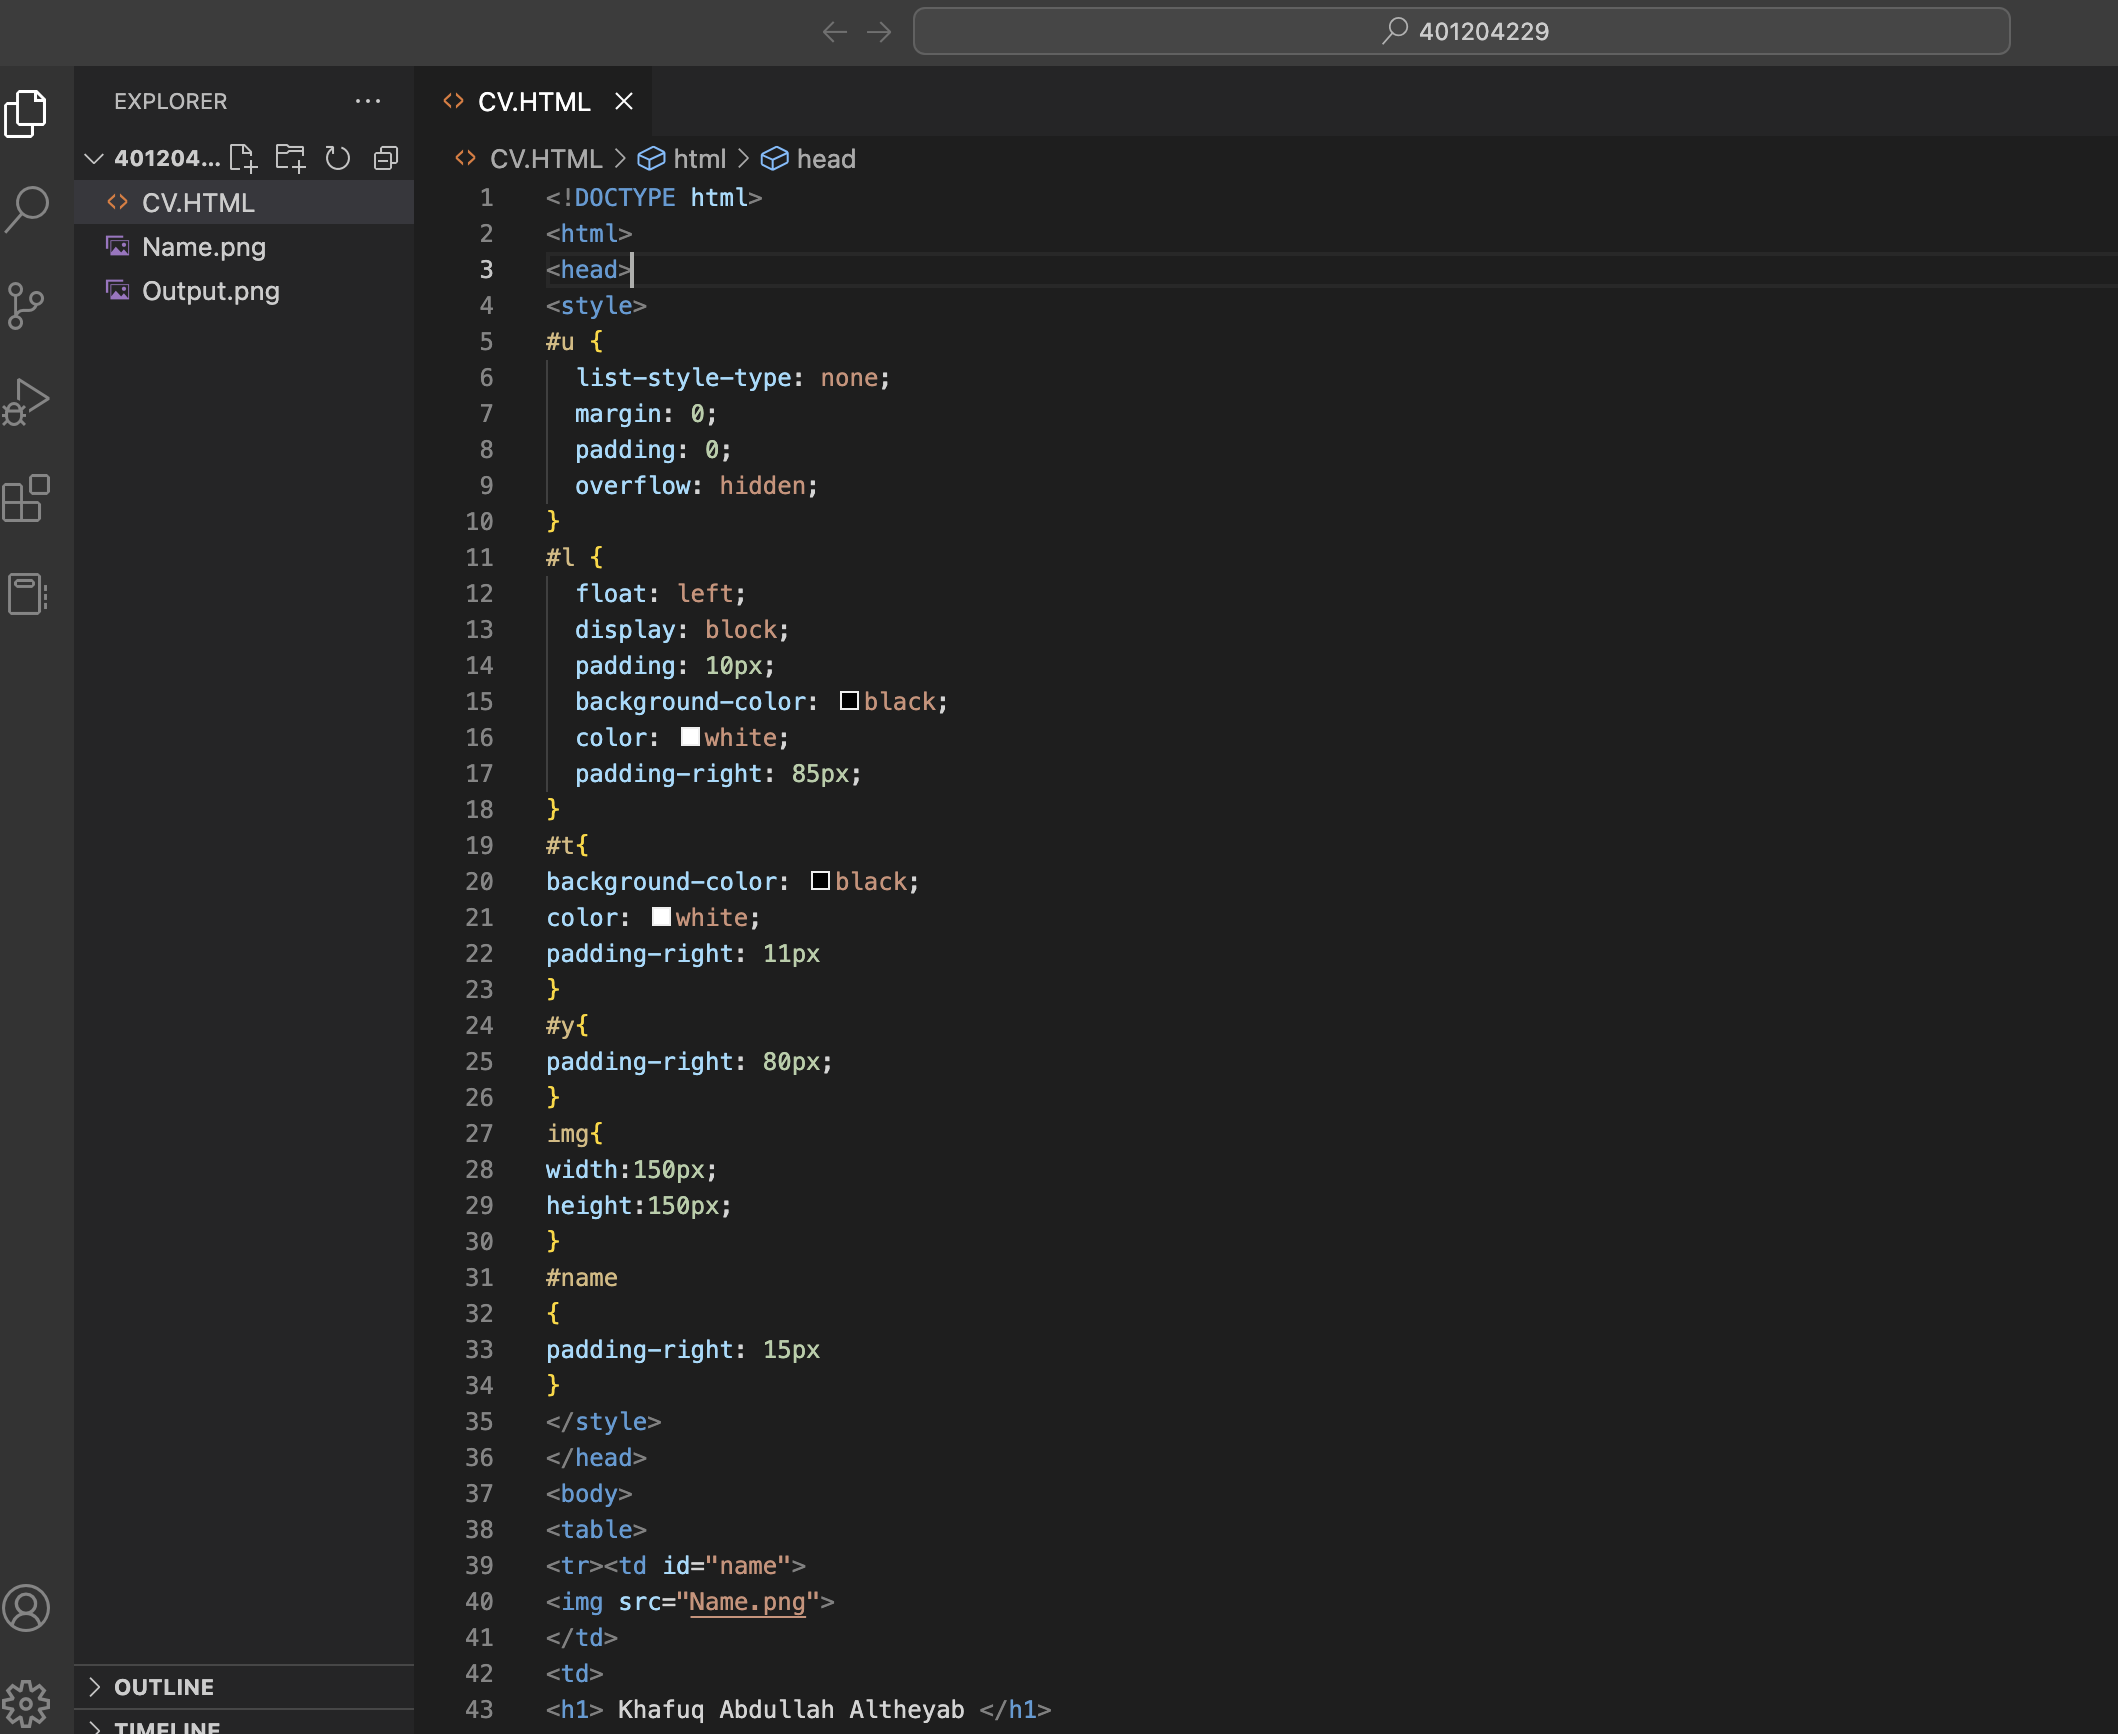 401204229
EXPLORER
401204...
CV.HTML
Name.png
Output.png
OUTLINE
TIMELINE
CV.HTML
CV.HTML > html > head
1 <!DOCTYPE html>
2 <html>
3 <head>
4 <style>
5 #u {
6   list-style-type: none;
7   margin: 0;
8   padding: 0;
9   overflow: hidden;
10 }
11 #l {
12   float: left;
13   display: block;
14   padding: 10px;
15   background-color: black;
16   color: white;
17   padding-right: 85px;
18 }
19 #t{
20 background-color: black;
21 color: white;
22 padding-right: 11px
23 }
24 #y{
25 padding-right: 80px;
26 }
27 img{
28 width:150px;
29 height:150px;
30 }
31 #name
32 {
33 padding-right: 15px
34 }
35 </style>
36 </head>
37 <body>
38 <table>
39 <tr><td id="name">
40 <img src="Name.png">
41 </td>
42 <td>
43 <h1> Khafuq Abdullah Altheyab </h1>